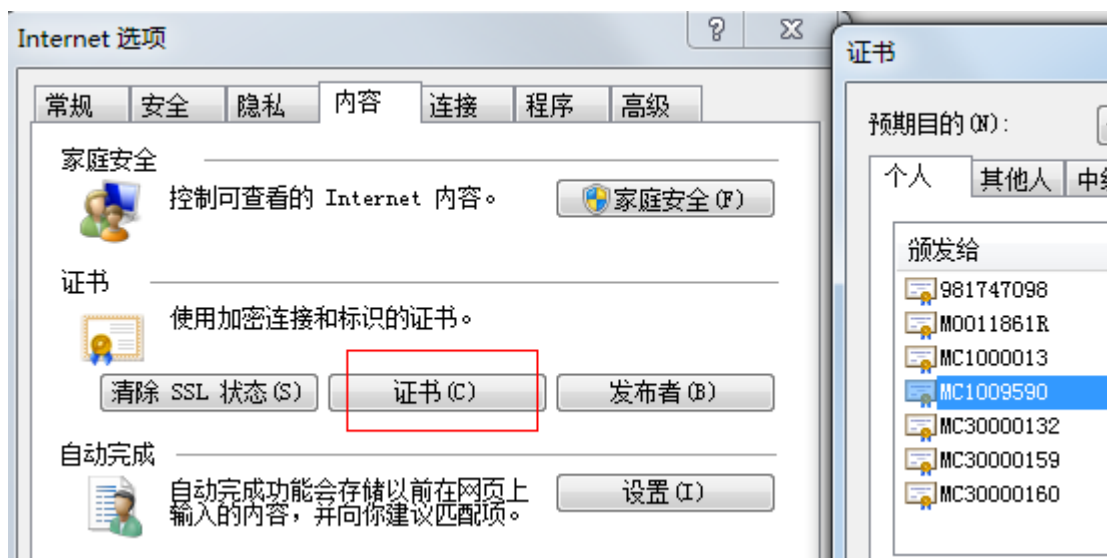 Internet 选项
常规 安全 隐私 内容 连接 程序 高级
家庭安全
控制可查看的 Internet 内容。
家庭安全(F)
证书
使用加密连接和标识的证书。
清除 SSL 状态(S) 证书(C) 发布者(B)
自动完成
自动完成功能会存储以前在网页上
输入的内容，并向你建议匹配项。
设置(I)
证书
预期目的(N):
个人 其他人
颁发给
981747098
M0011861R
MC1000013
MC1009590
MC30000132
MC30000159
MC30000160